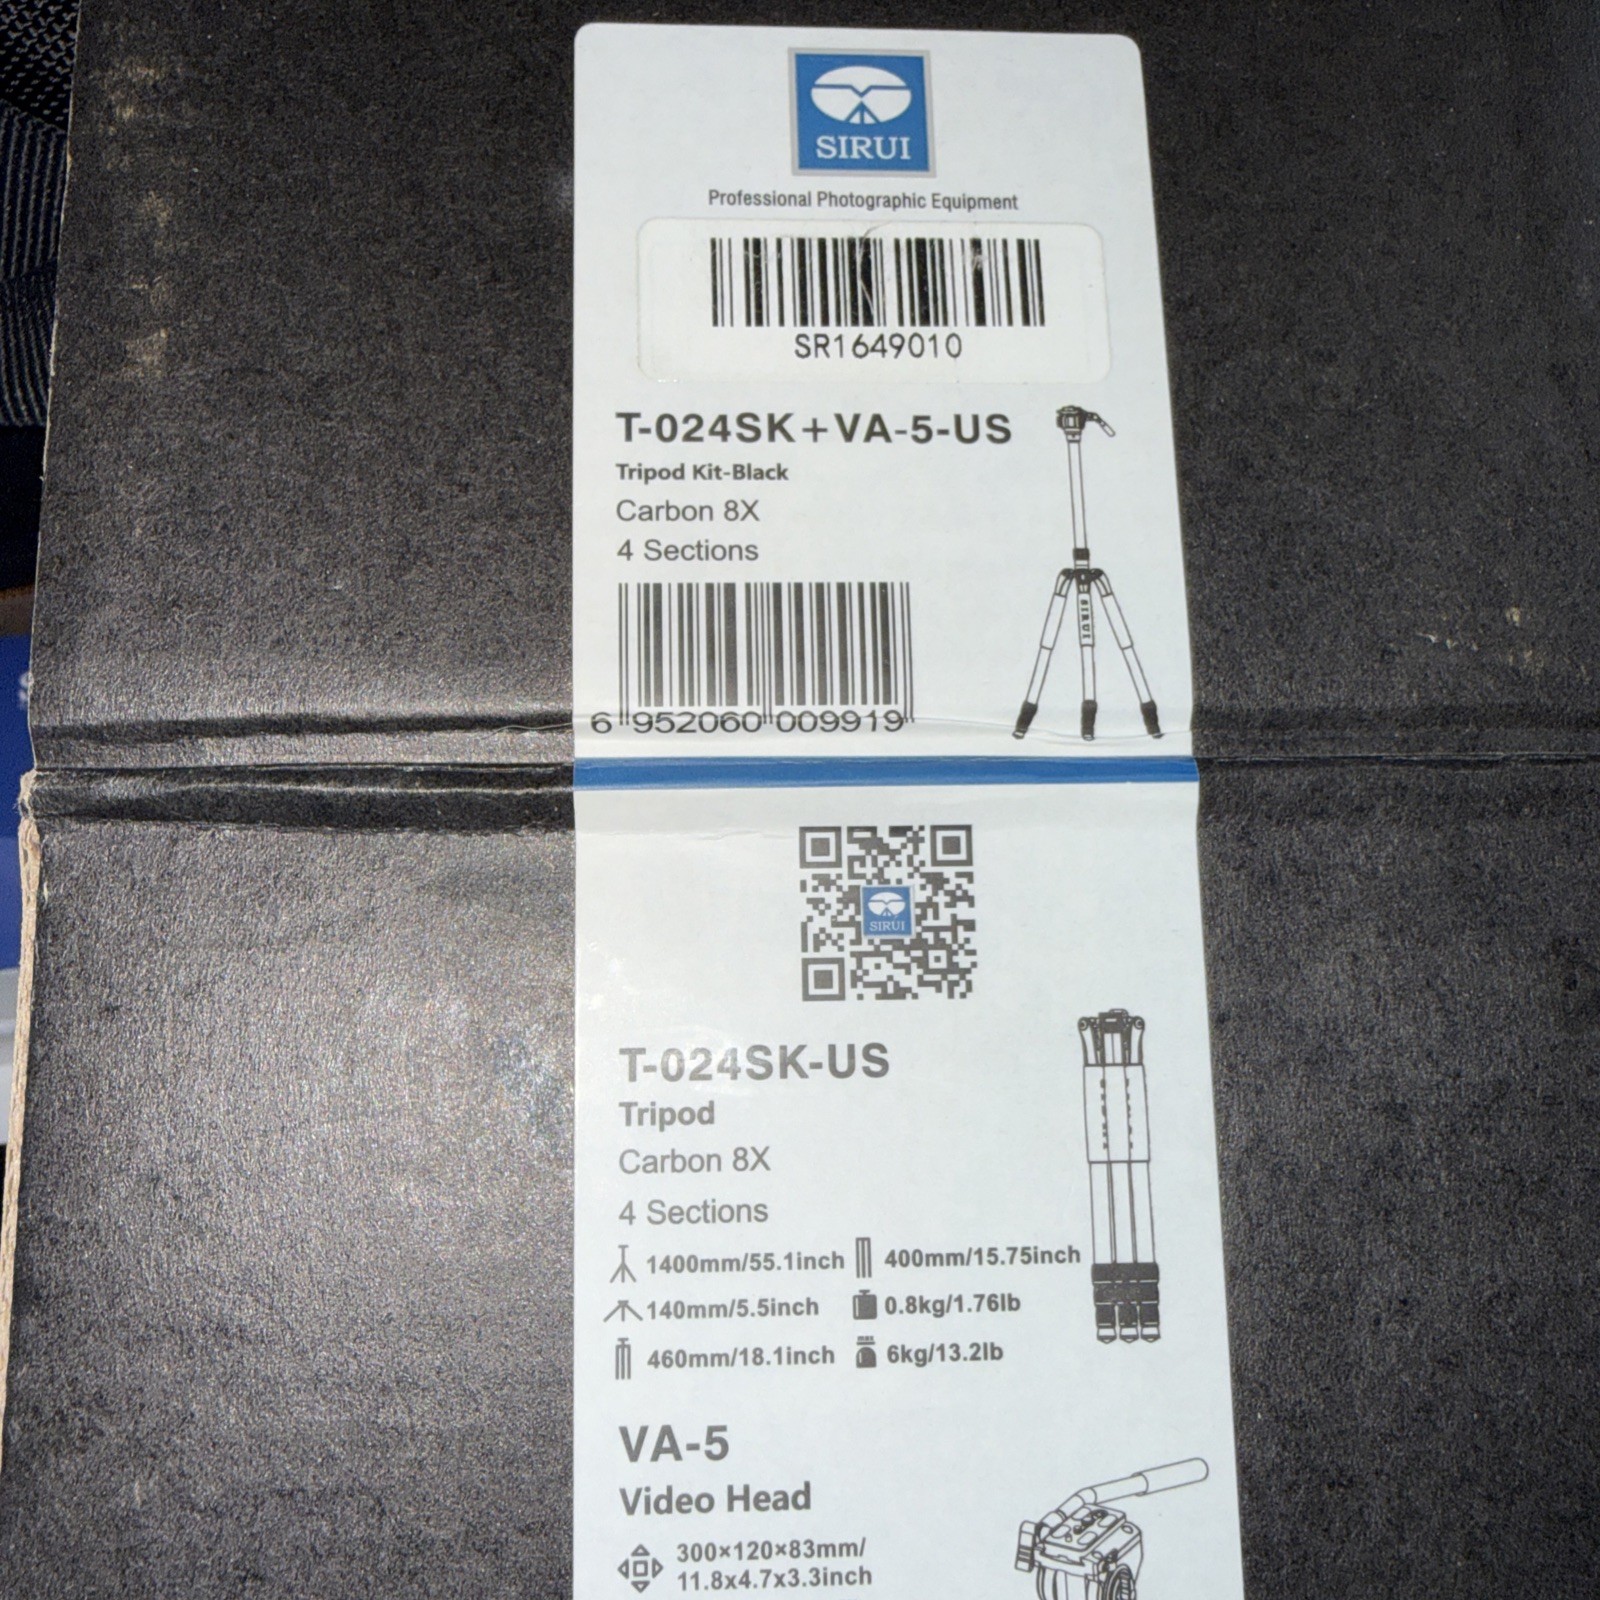 SIRUI
Professional Photographic Equipment
SR1649010
T-024SK+VA-5-US
Tripod Kit-Black
Carbon 8X
4 Sections
SIRUI
6 952060 009919
SIRUI
T-024SK-US
Tripod
Carbon 8X
4 Sections
1400mm/55.1inch 400mm/15.75inch
140mm/5.5inch 0.8kg/1.76lb
460mm/18.1inch max 6kg/13.2lb
VA-5
Video Head
300×120×83mm/
11.8x4.7x3.3inch